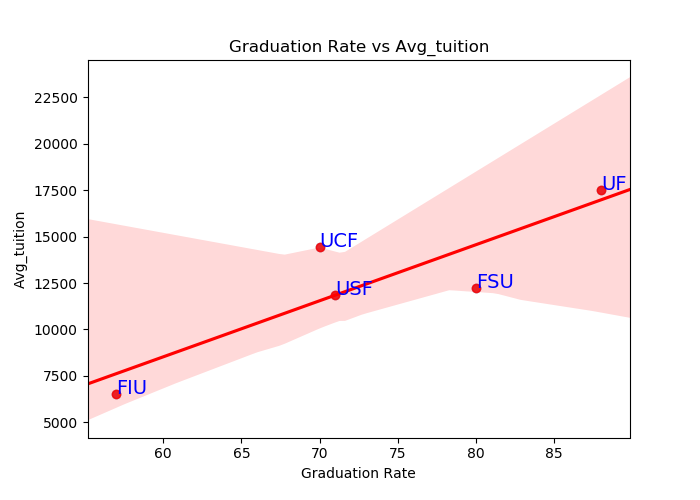 Graduation Rate vs Avg_tuition
22500
20000
17500
15000
12500
10000
7500
5000
Avg_tuition
UF
UCF
FSU
USF
FIU
60 65 70 75 80 85
Graduation Rate